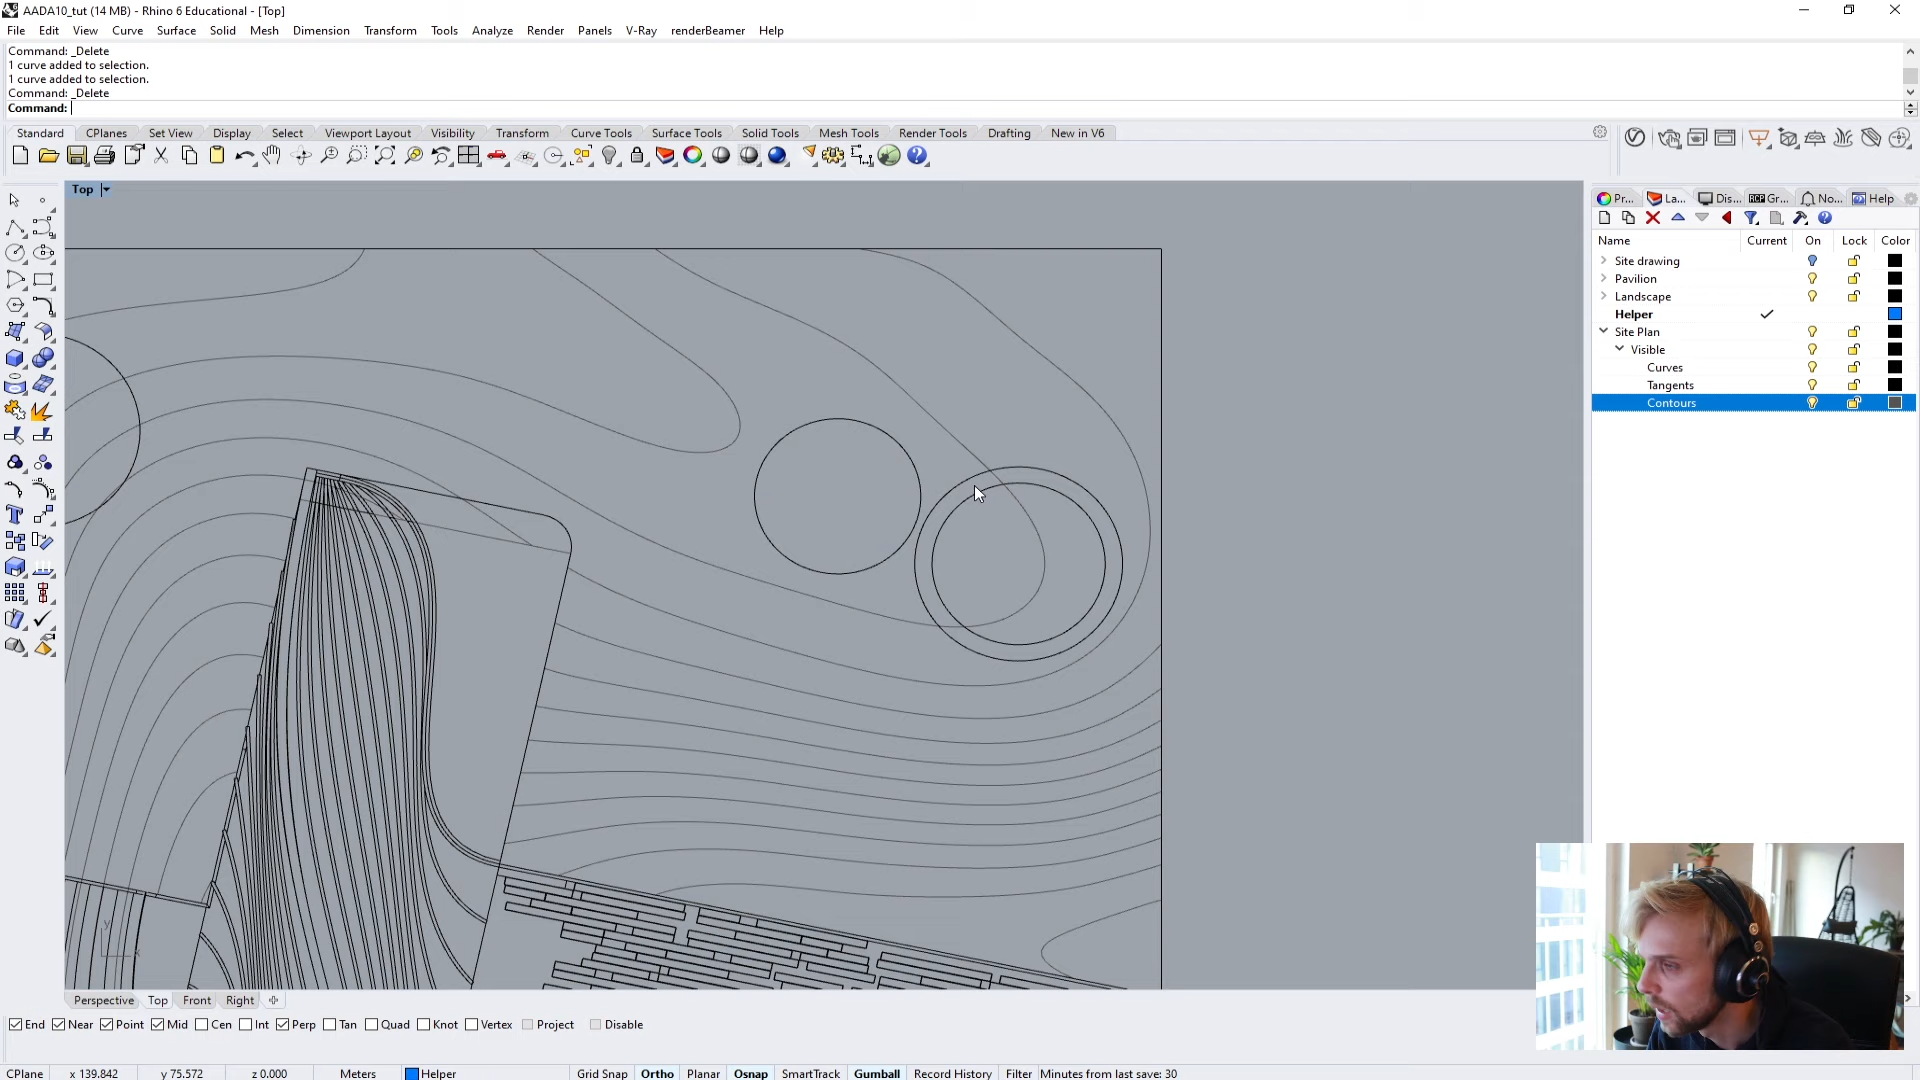 AADA10_tut (14 MB) - Rhino 6 Educational - [Top]
File Edit View Curve Surface Solid Mesh Dimension Transform Tools Analyze Render Panels V-Ray renderBeamer Help
Command: _Delete
1 curve added to selection.
1 curve added to selection.
Command: _Delete
Command:
Standard CPlanes Set View Display Select Viewport Layout Visibility Transform Curve Tools Surface Tools Solid Tools Mesh Tools Render Tools Drafting New in V6
Top
Pr... La... Dis... Gr... No... Help
Name Current On Lock Color
Site drawing
Pavilion
Landscape
Helper
Site Plan
Visible
Curves
Tangents
Contours
y
x
Perspective Top Front Right
End Near Point Mid Cen Int Perp Tan Quad Knot Vertex Project Disable
CPlane x 139.842 y 75.572 z 0.000 Meters Helper Grid Snap Ortho Planar Osnap SmartTrack Gumball Record History Filter Minutes from last save: 30